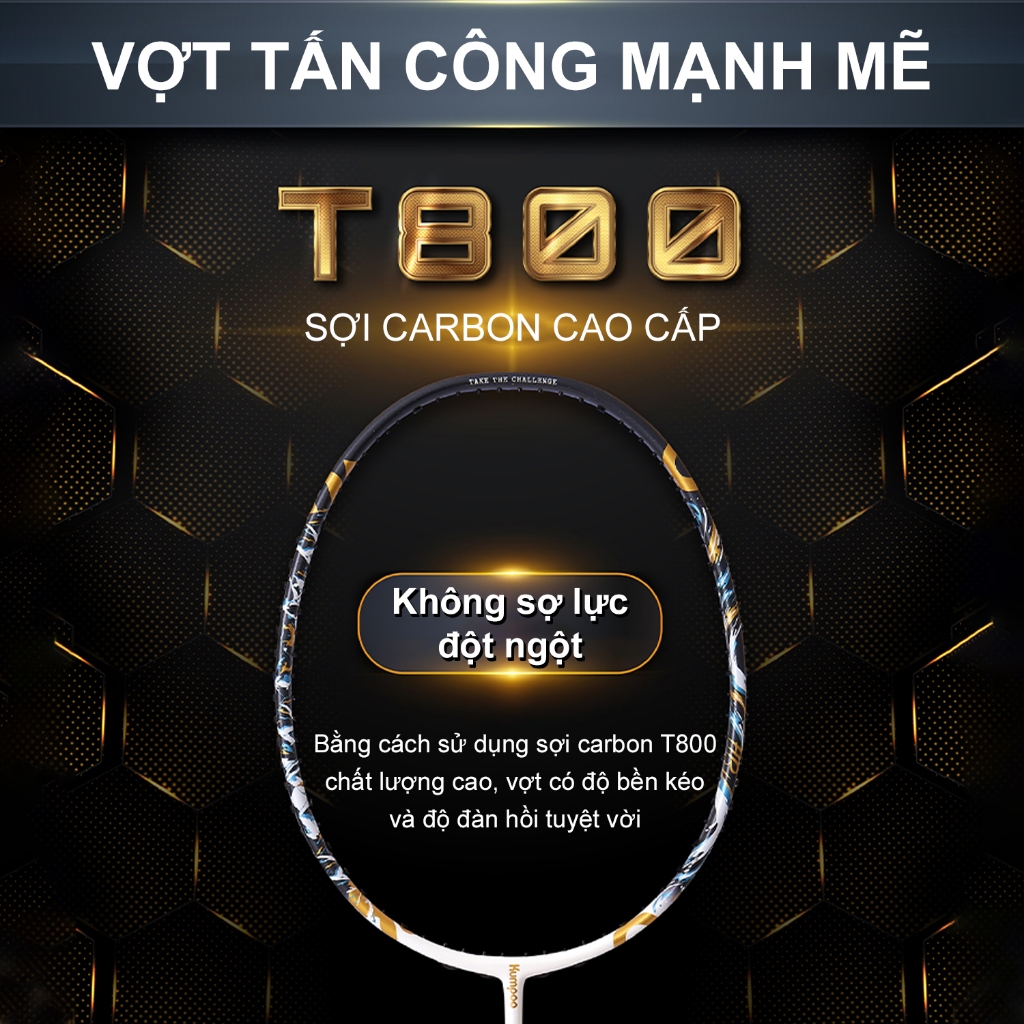 VỢT TẤN CÔNG MẠNH MẼ
T800
SỢI CARBON CAO CẤP
TAKE THE CHALLENGE
Không sợ lực
đột ngột
Bằng cách sử dụng sợi carbon T800
chất lượng cao, vợt có độ bền kéo
và độ đàn hồi tuyệt vời
Kumpoo